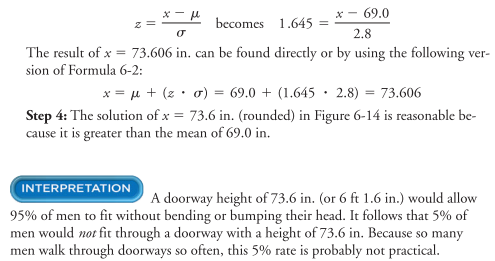 z = x − μ / σ becomes 1.645 = x − 69.0 / 2.8
The result of x = 73.606 in. can be found directly or by using the following ver-
sion of Formula 6-2:
x = μ + (z · σ) = 69.0 + (1.645 · 2.8) = 73.606
Step 4: The solution of x = 73.6 in. (rounded) in Figure 6-14 is reasonable be-
cause it is greater than the mean of 69.0 in.
INTERPRETATION A doorway height of 73.6 in. (or 6 ft 1.6 in.) would allow
95% of men to fit without bending or bumping their head. It follows that 5% of
men would not fit through a doorway with a height of 73.6 in. Because so many
men walk through doorways so often, this 5% rate is probably not practical.